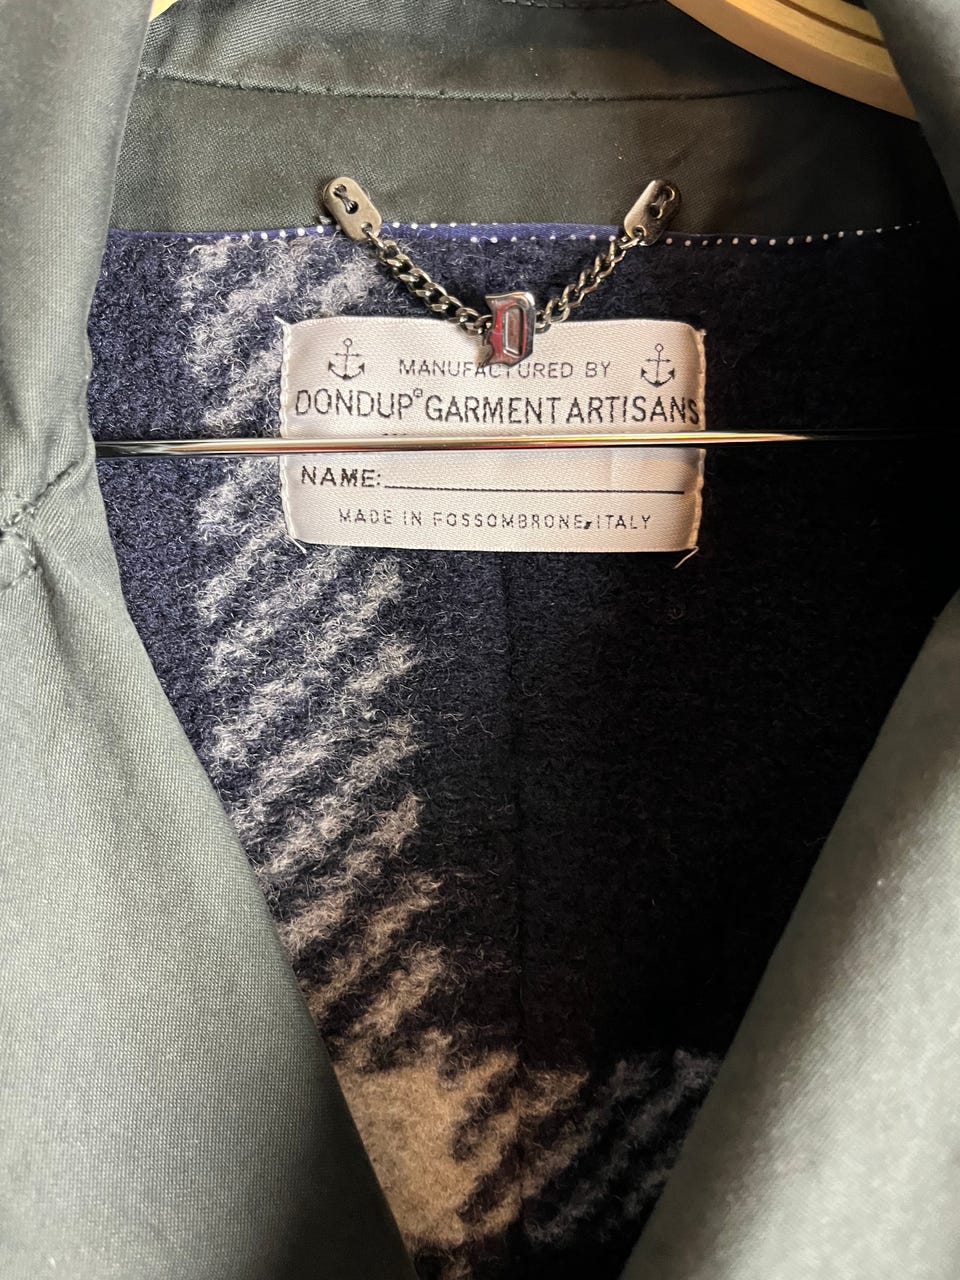 D
MANUFACTURED BY
DONDUP® GARMENT ARTISANS
NAME:
MADE IN FOSSOMBRONE, ITALY